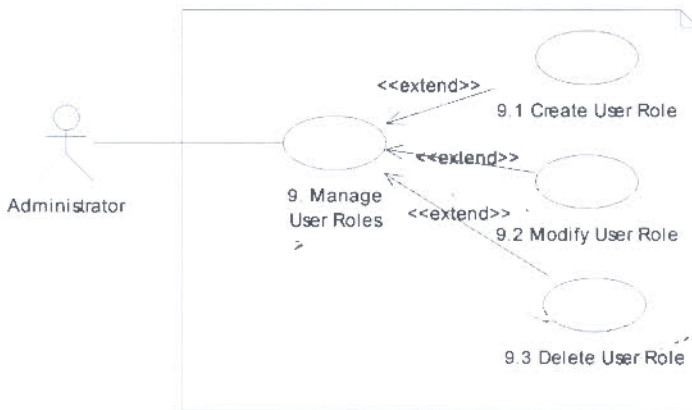 <<extend>>
9.1 Create User Role
Administrator
9. Manage
User Roles
<<extend>>
9.2 Modify User Role
<<extend>>
9.3 Delete User Role